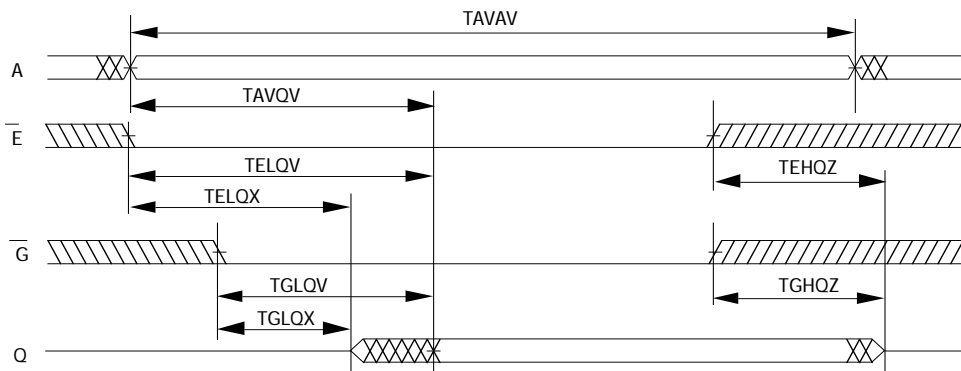 TAVAV
A
TAVQV
E̅
TELQV
TEHQZ
TELQX
G̅
TGLQV
TGHQZ
TGLQX
Q